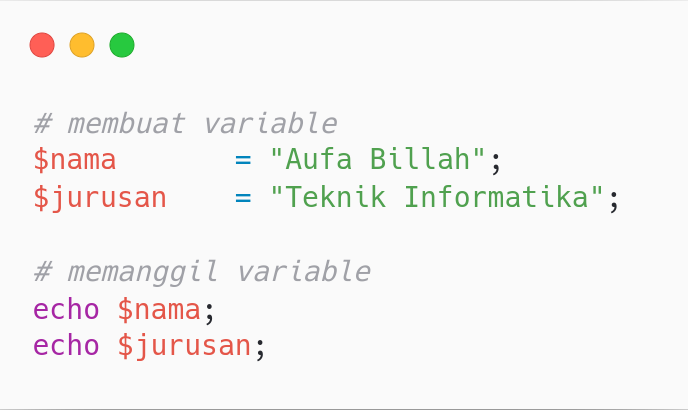 # membuat variable
$nama       = "Aufa Billah";
$jurusan    = "Teknik Informatika";
# memanggil variable
echo $nama;
echo $jurusan;